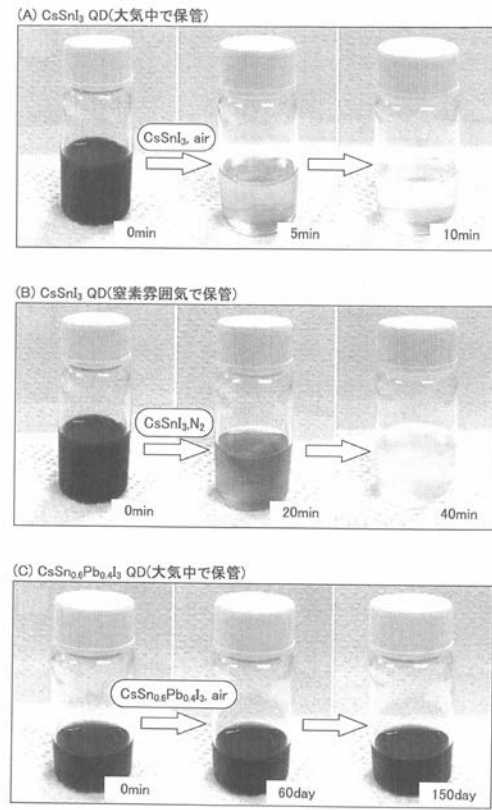 (A) CsSnI₃ QD(大気中で保管)
CsSnI₃, air
0min
5min
10min
(B) CsSnI₃ QD(窒素雰囲気で保管)
CsSnI₃,N₂
0min
20min
40min
(C) CsSn₀.₆Pb₀.₄I₃ QD(大気中で保管)
CsSn₀.₆Pb₀.₄I₃, air
0min
60day
150day